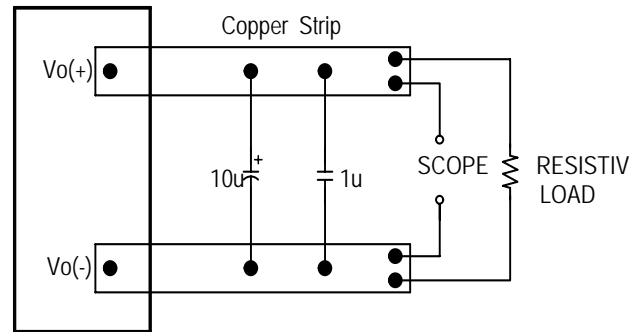 Copper Strip
Vo(+)
+
10u
1u
SCOPE
RESISTIV
LOAD
Vo(-)